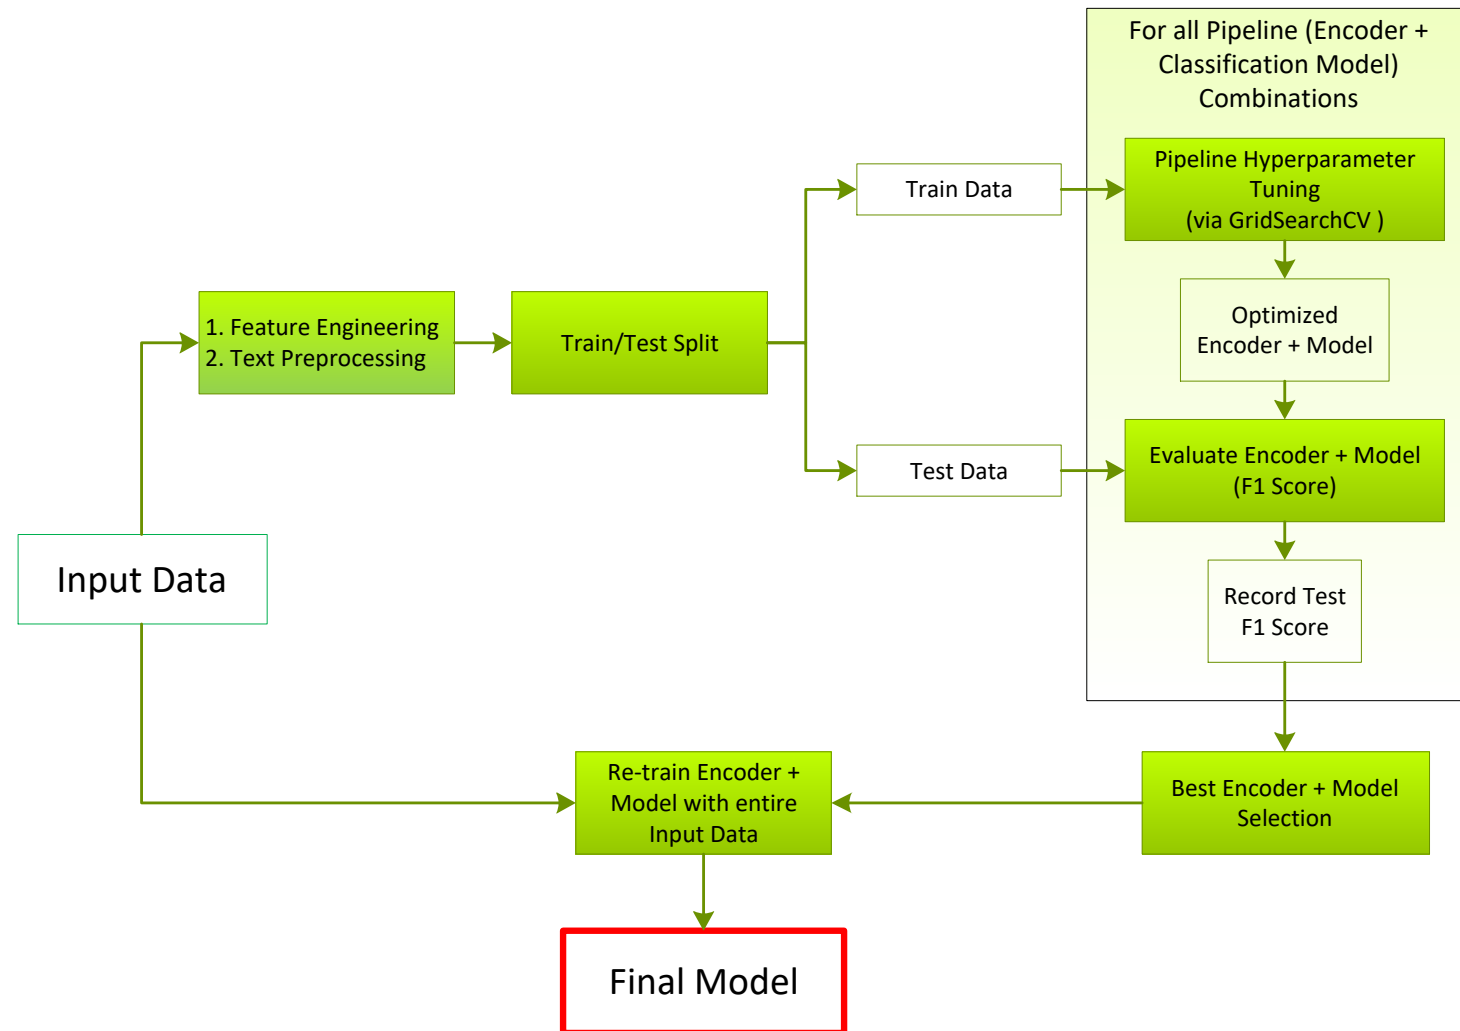 For all Pipeline (Encoder +
Classification Model)
Combinations
Pipeline Hyperparameter
Tuning
(via GridSearchCV )
Train Data
Optimized
Encoder + Model
1. Feature Engineering
2. Text Preprocessing
Train/Test Split
Test Data
Evaluate Encoder + Model
(F1 Score)
Input Data
Record Test
F1 Score
Re-train Encoder +
Model with entire
Input Data
Best Encoder + Model
Selection
Final Model